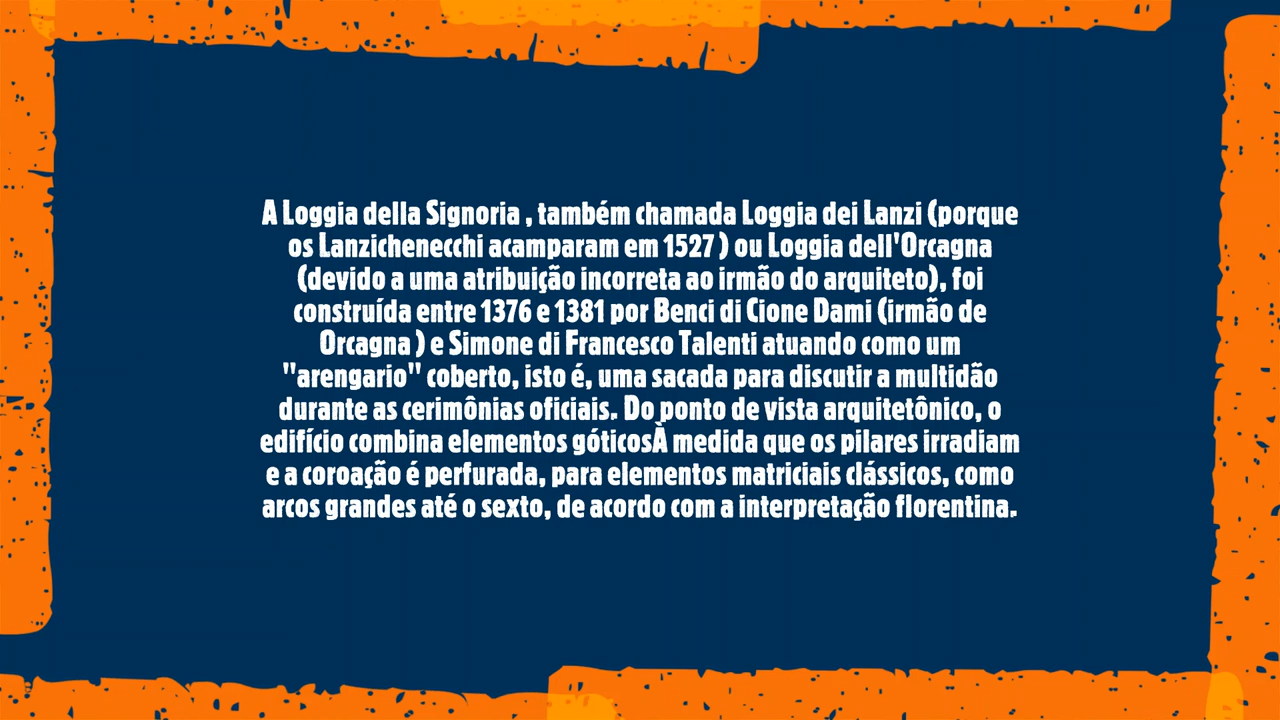 A Loggia della Signoria , também chamada Loggia dei Lanzi (porque
os Lanzichenecchi acamparam em 1527 ) ou Loggia dell'Orcagna
(devido a uma atribuição incorreta ao irmão do arquiteto), foi
construída entre 1376 e 1381 por Benci di Cione Dami (irmão de
Orcagna ) e Simone di Francesco Talenti atuando como um
"arengario" coberto, isto é, uma sacada para discutir a multidão
durante as cerimônias oficiais. Do ponto de vista arquitetônico, o
edifício combina elementos góticosÀ medida que os pilares irradiam
e a coroação é perfurada, para elementos matriciais clássicos, como
arcos grandes até o sexto, de acordo com a interpretação florentina.